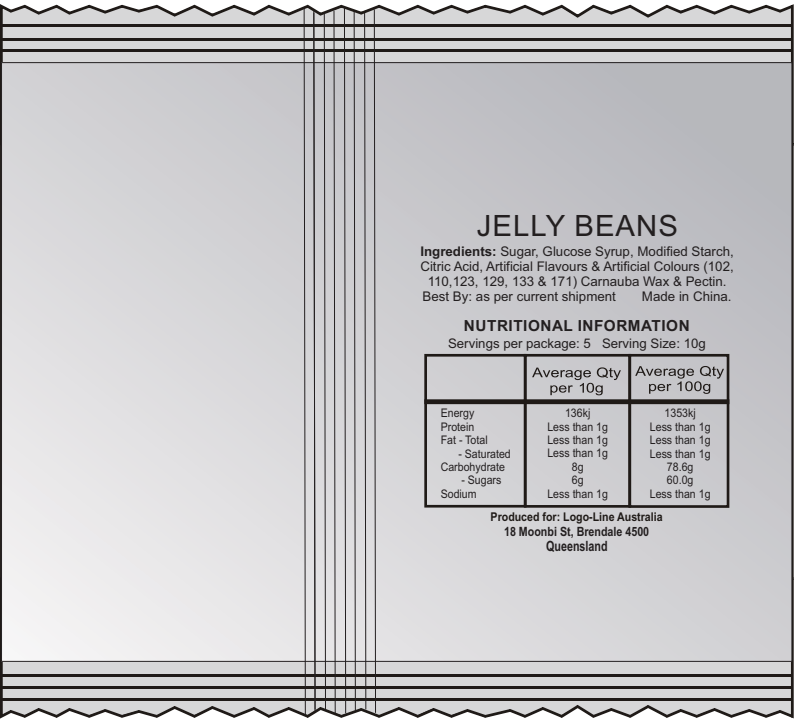 JELLY BEANS
Ingredients: Sugar, Glucose Syrup, Modified Starch,
Citric Acid, Artificial Flavours & Artificial Colours (102,
110,123, 129, 133 & 171) Carnauba Wax & Pectin.
Best By: as per current shipment Made in China.
NUTRITIONAL INFORMATION
Servings per package: 5 Serving Size: 10g
Average Qty per 10g Average Qty per 100g
Energy 136kj 1353kj
Protein Less than 1g Less than 1g
Fat - Total Less than 1g Less than 1g
- Saturated Less than 1g Less than 1g
Carbohydrate 8g 78.6g
- Sugars 6g 60.0g
Sodium Less than 1g Less than 1g
Produced for: Logo-Line Australia
18 Moonbi St, Brendale 4500
Queensland